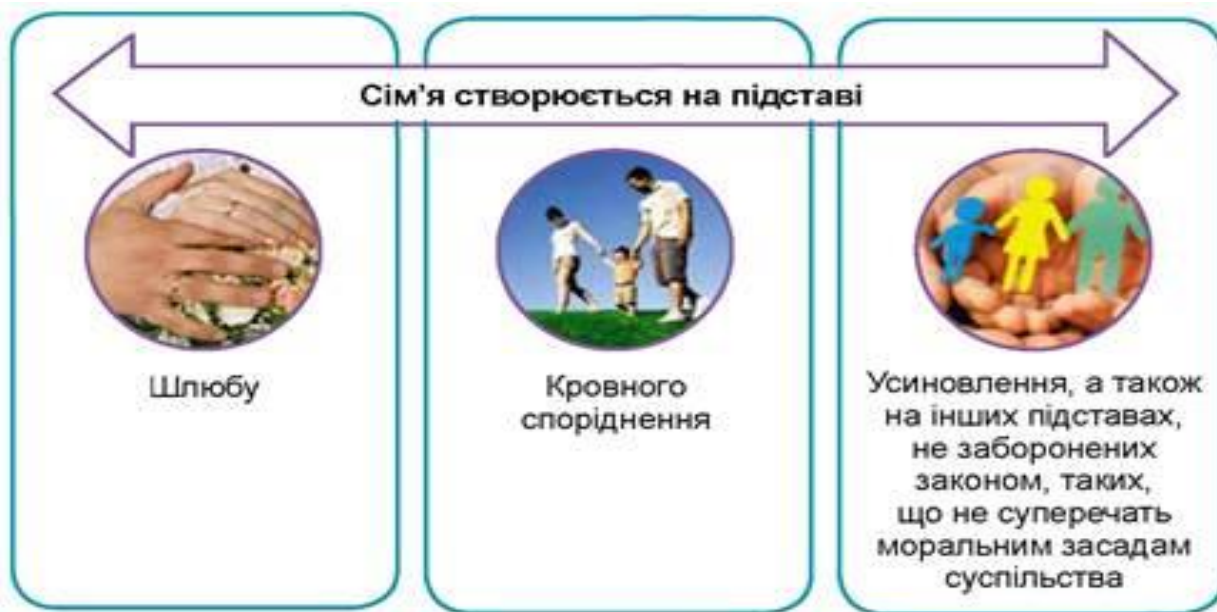 Сім’я створюється на підставі
Шлюбу
Кровного
споріднення
Усиновлення, а також
на інших підставах,
не заборонених
законом, таких,
що не суперечать
моральним засадам
суспільства